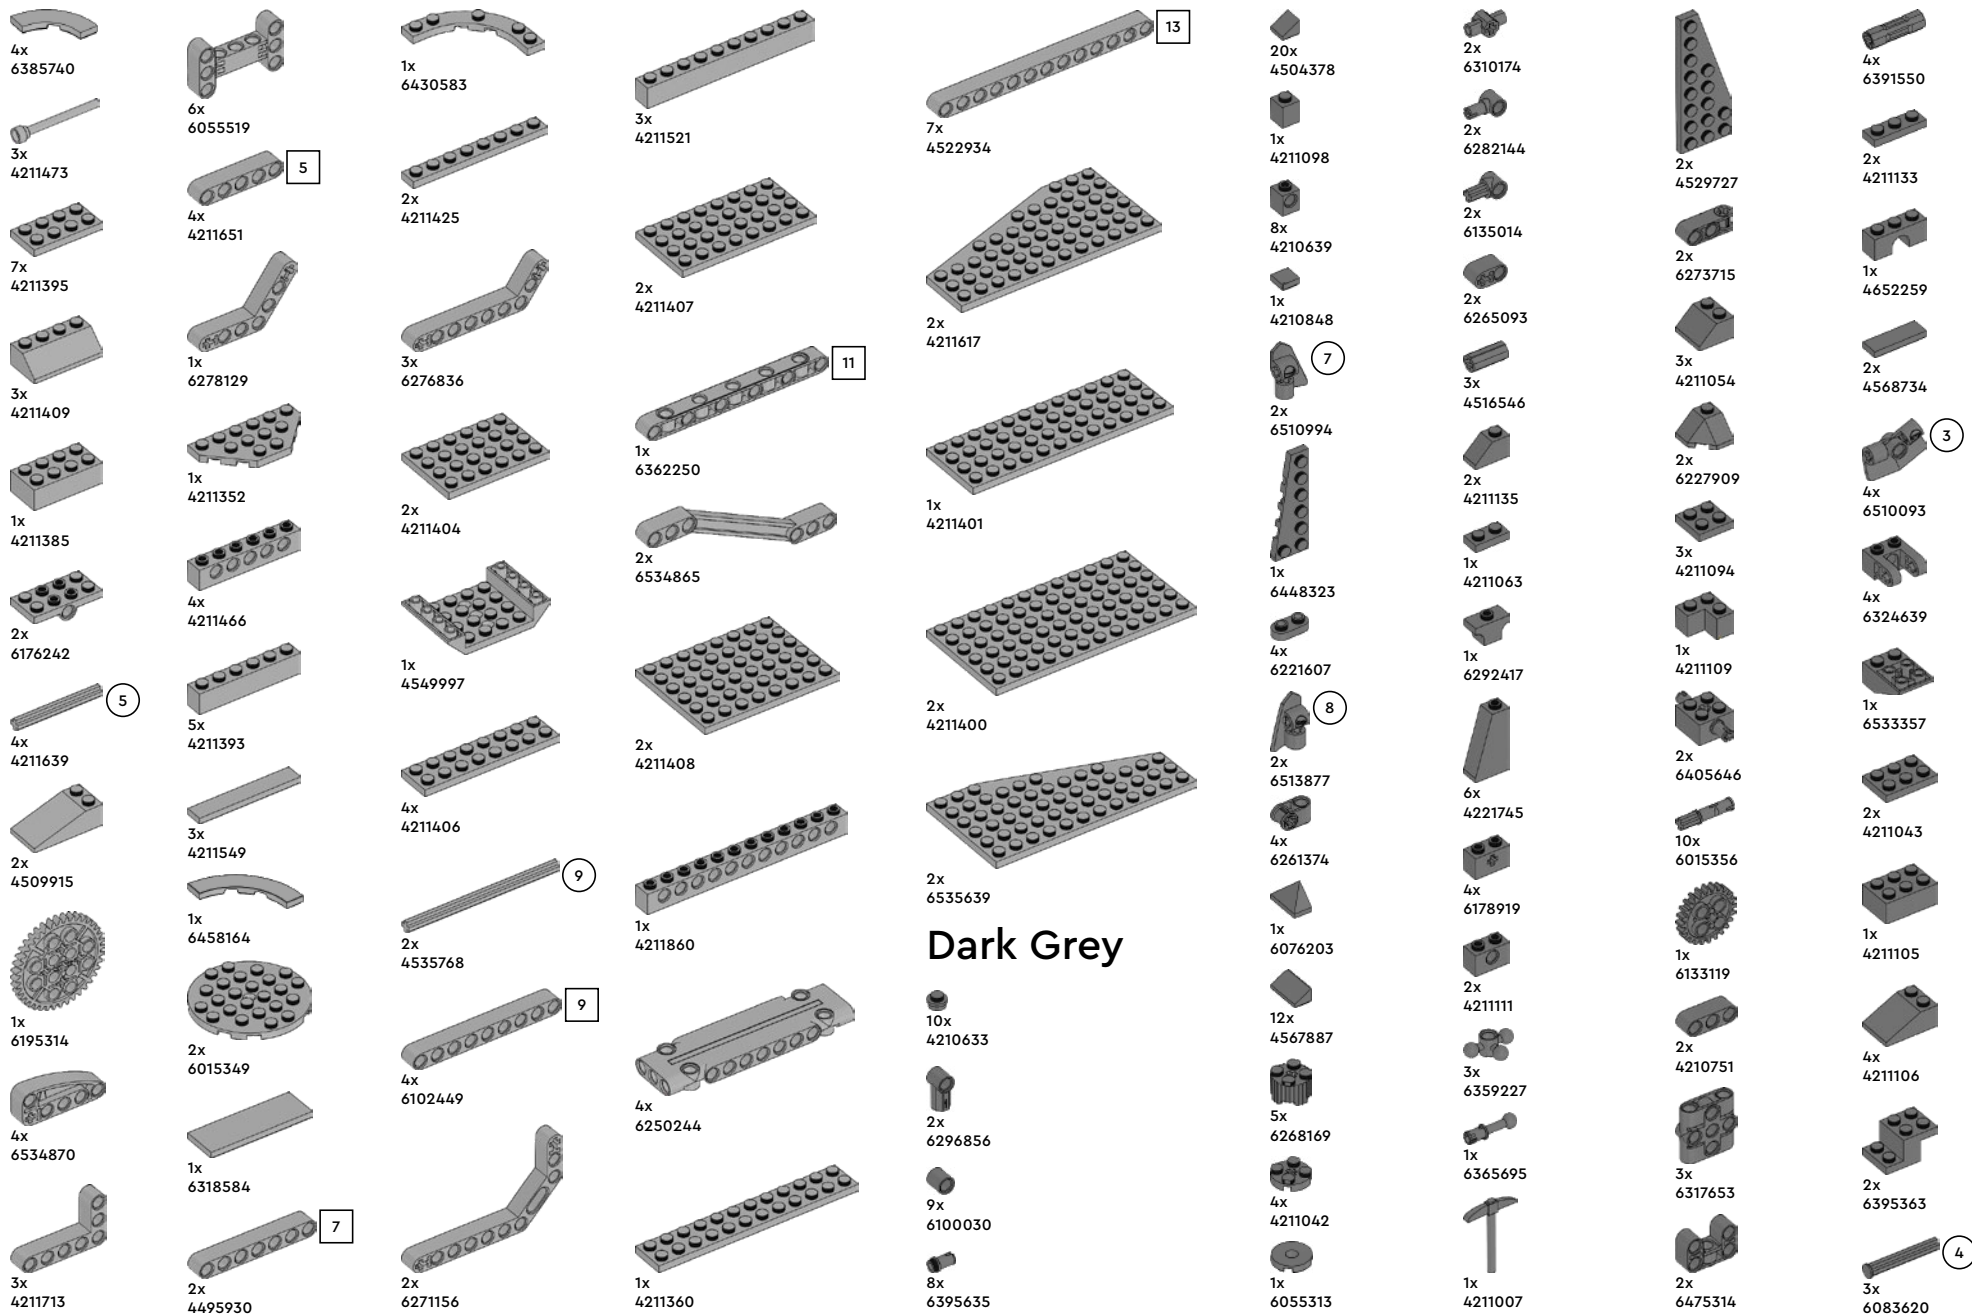 4x
6385740
3x
4211473
7x
4211395
3x
4211409
1x
4211385
2x
6176242
5
4x
4211639
2x
4509915
1x
6195314
4x
6534870
3x
4211713
6x
6055519
5
4x
4211651
1x
6278129
1x
4211352
4x
4211466
5x
4211393
3x
4211549
1x
6458164
2x
6015349
1x
6318584
7
2x
4495930
1x
6430583
2x
4211425
3x
6276836
2x
4211404
1x
4549997
4x
4211406
9
2x
4535768
9
4x
6102449
2x
6271156
3x
4211521
2x
4211407
11
1x
6362250
2x
6534865
2x
4211408
1x
4211860
4x
6250244
1x
4211360
13
7x
4522934
2x
4211617
1x
4211401
2x
4211400
2x
6535639
Dark Grey
10x
4210633
2x
6296856
9x
6100030
8x
6395635
20x
4504378
1x
4211098
8x
4210639
1x
4210848
7
2x
6510994
1x
6448323
4x
6221607
8
2x
6513877
4x
6261374
1x
6076203
12x
4567887
5x
6268169
4x
4211042
1x
6055313
2x
6310174
2x
6282144
2x
6135014
2x
6265093
3x
4516546
2x
4211135
1x
4211063
1x
6292417
6x
4221745
4x
6178919
2x
4211111
3x
6359227
1x
6365695
1x
4211007
2x
4529727
2x
6273715
3x
4211054
2x
6227909
3x
4211094
1x
4211109
2x
6405646
10x
6015356
1x
6133119
2x
4210751
3x
6317653
2x
6475314
4x
6391550
2x
4211133
1x
4652259
2x
4568734
3
4x
6510093
4x
6324639
1x
6533357
2x
4211043
1x
4211105
4x
4211106
2x
6395363
4
3x
6083620